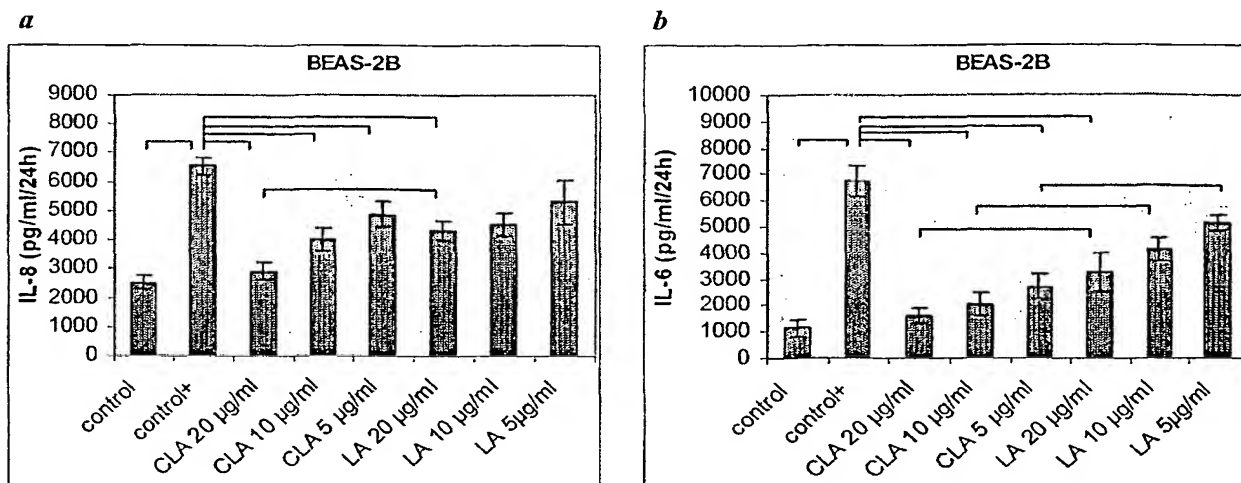 a
BEAS-2B
IL-8 (pg/ml/24h)
9000
8000
7000
6000
5000
4000
3000
2000
1000
0
control
control+
CLA 20 µg/ml
CLA 10 µg/ml
CLA 5 µg/ml
LA 20 µg/ml
LA 10 µg/ml
LA 5µg/ml
b
BEAS-2B
IL-6 (pg/ml/24h)
10000
9000
8000
7000
6000
5000
4000
3000
2000
1000
0
control
control+
CLA 20 µg/ml
CLA 10 µg/ml
CLA 5 µg/ml
LA 20 µg/ml
LA 10 µg/ml
LA 5µg/ml